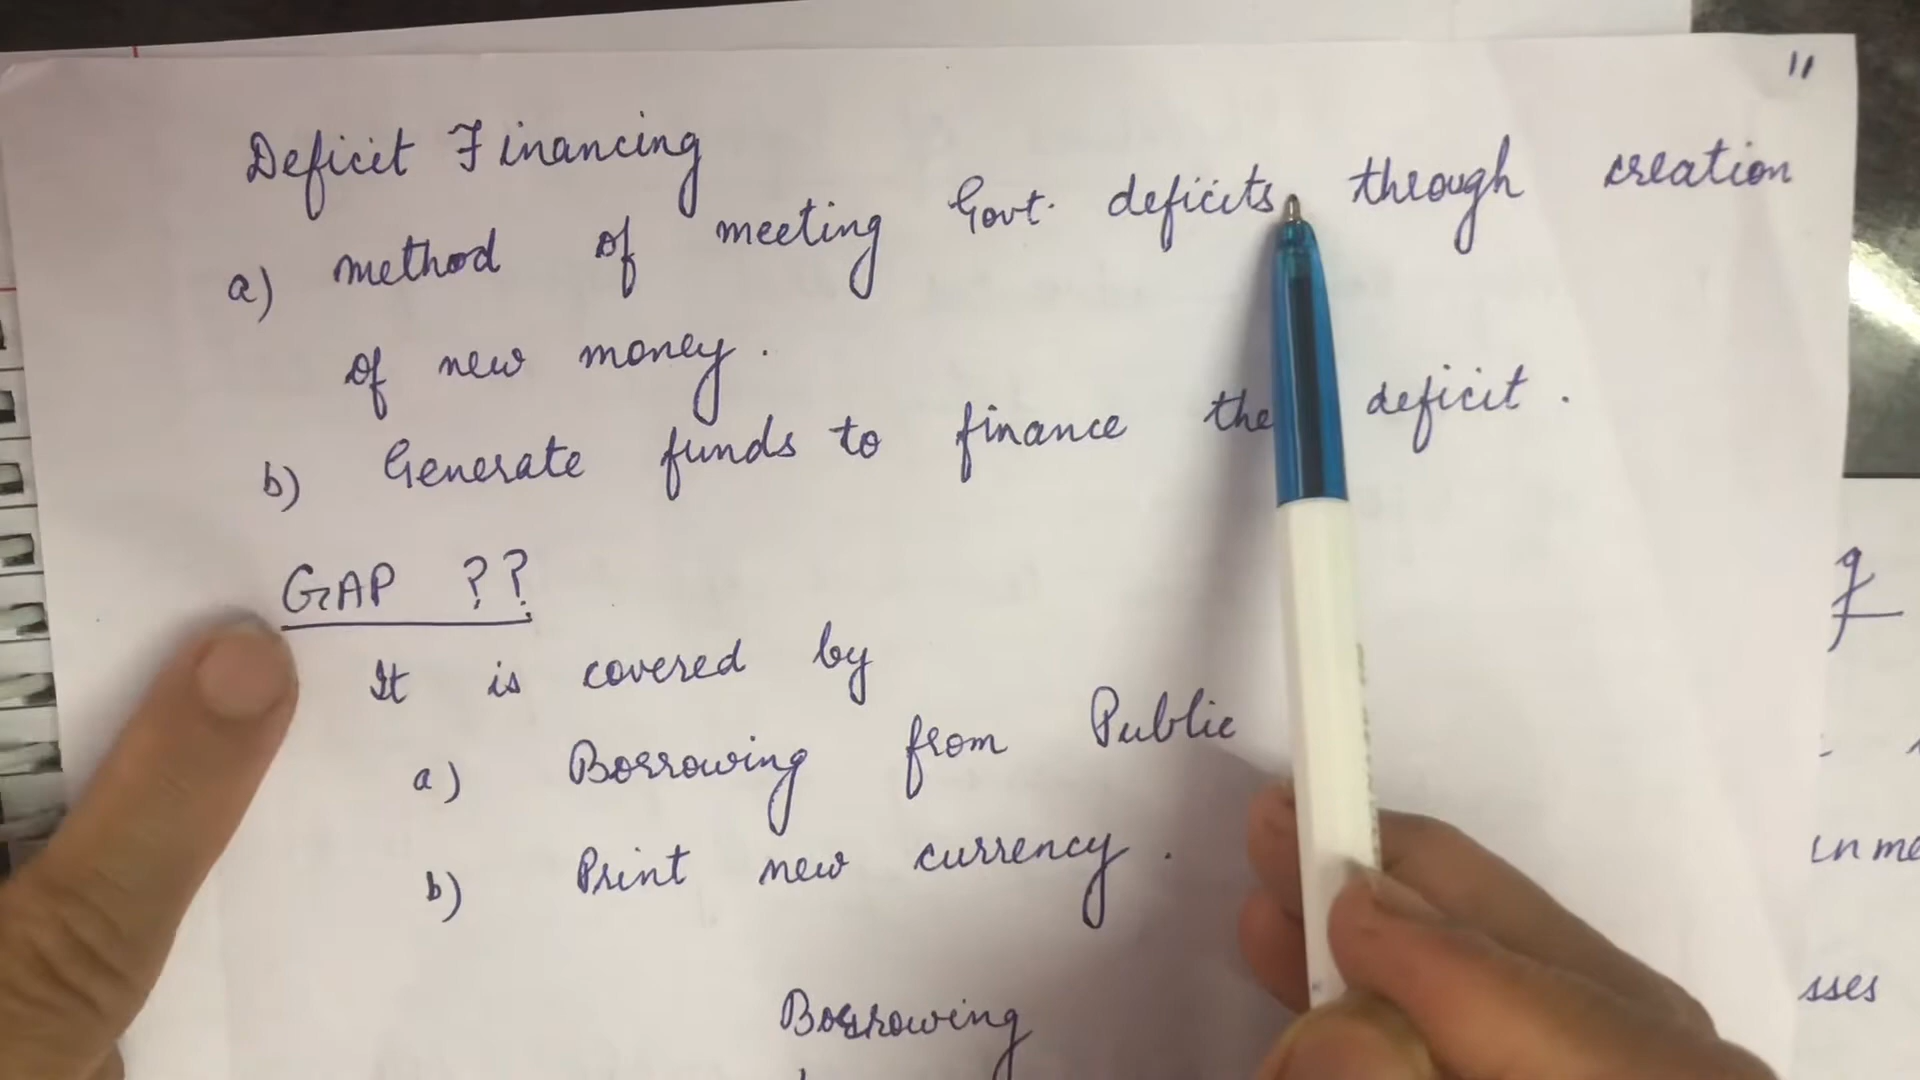 11
Deficit Financing
a) method of meeting Govt. deficits through creation
of new money.
b) Generate funds to finance the deficit.
GAP ??
It is covered by
a) Borrowing from Public
b) Print new currency.
Borrowing